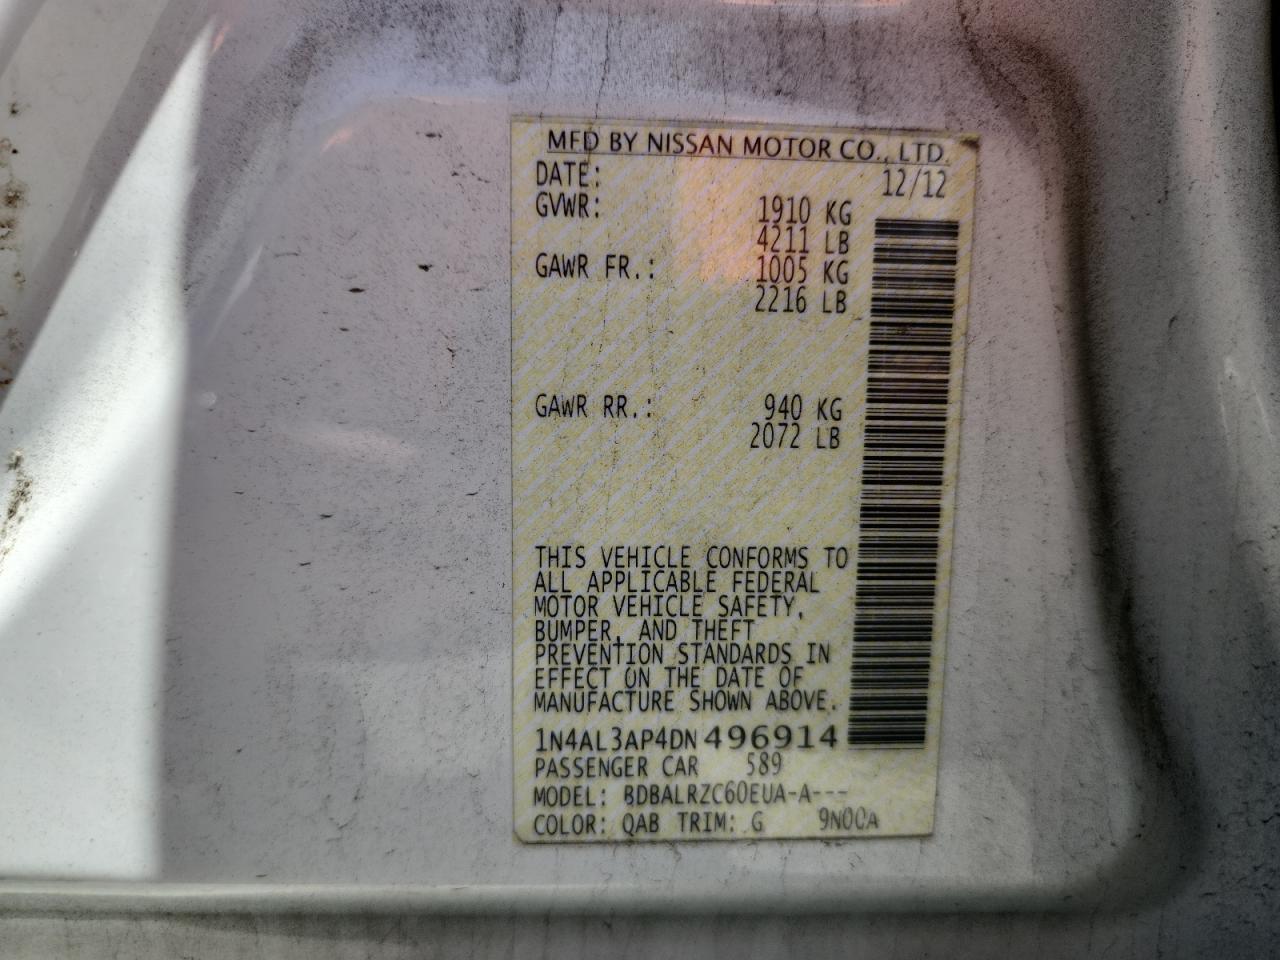 MFD BY NISSAN MOTOR CO., LTD.
DATE: 12/12
GVWR: 1910 KG
4211 LB
GAWR FR.: 1005 KG
2216 LB
GAWR RR.: 940 KG
2072 LB
THIS VEHICLE CONFORMS TO
ALL APPLICABLE FEDERAL
MOTOR VEHICLE SAFETY,
BUMPER, AND THEFT
PREVENTION STANDARDS IN
EFFECT ON THE DATE OF
MANUFACTURE SHOWN ABOVE.
1N4AL3AP4DN496914
PASSENGER CAR 589
MODEL: BDBALRZC60EUA-A---
COLOR: QAB TRIM: G 9N00A